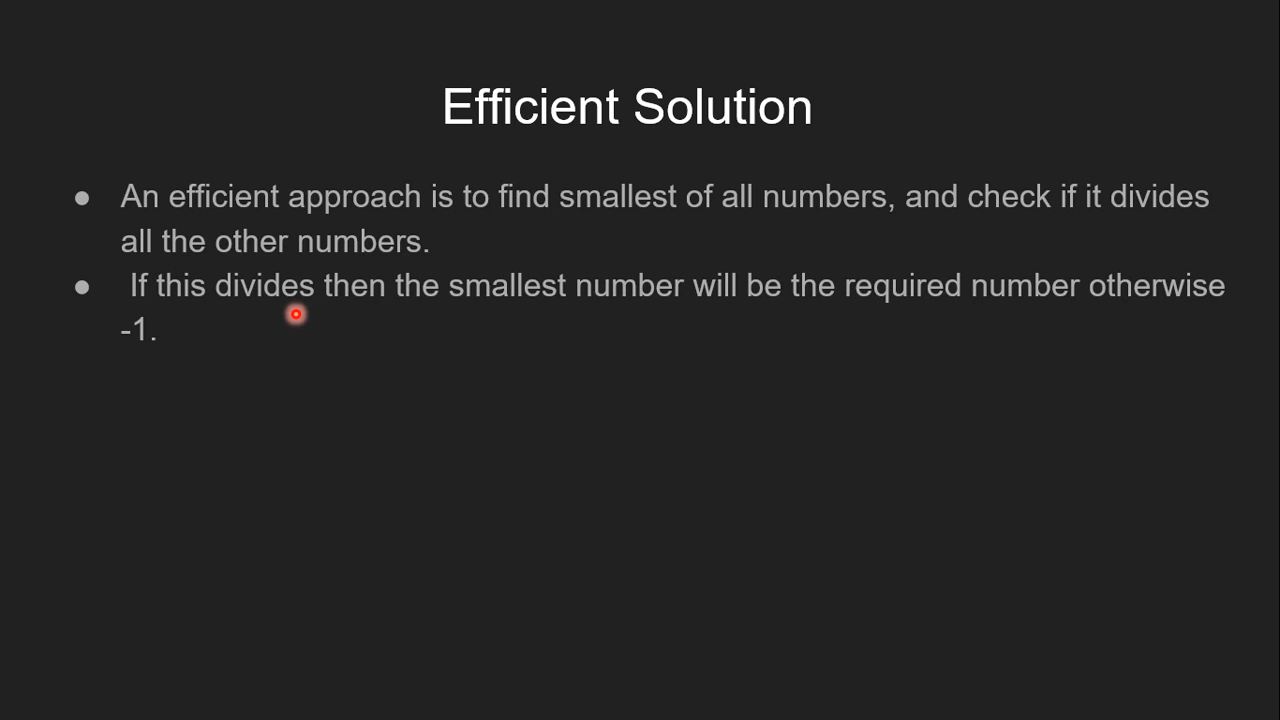 Efficient Solution
● An efficient approach is to find smallest of all numbers, and check if it divides
all the other numbers.
● If this divides then the smallest number will be the required number otherwise
-1.